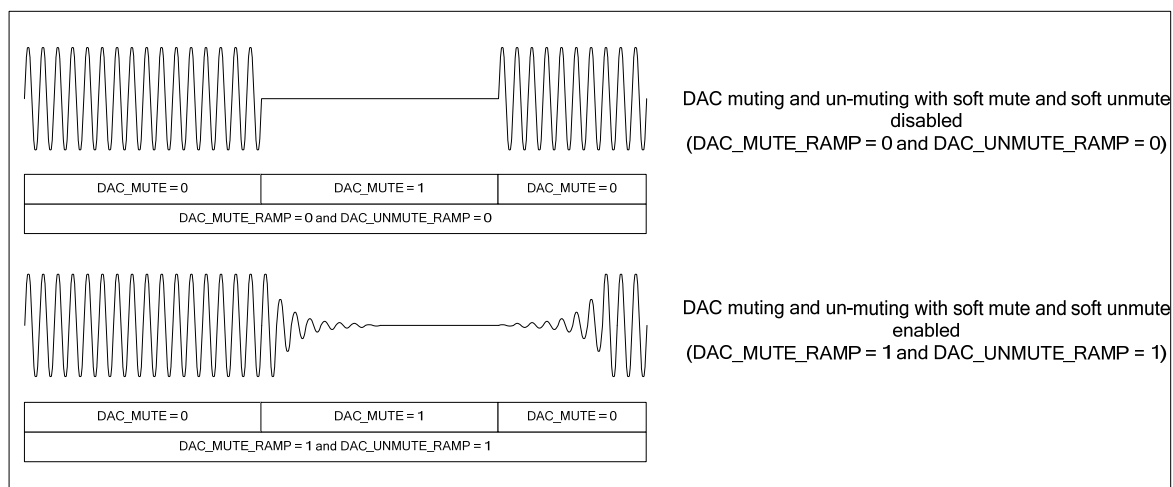 DAC muting and un-muting with soft mute and soft unmute
disabled
(DAC_MUTE_RAMP = 0 and DAC_UNMUTE_RAMP = 0)
DAC_MUTE = 0 DAC_MUTE = 1 DAC_MUTE = 0
DAC_MUTE_RAMP = 0 and DAC_UNMUTE_RAMP = 0
DAC muting and un-muting with soft mute and soft unmute
enabled
(DAC_MUTE_RAMP = 1 and DAC_UNMUTE_RAMP = 1)
DAC_MUTE = 0 DAC_MUTE = 1 DAC_MUTE = 0
DAC_MUTE_RAMP = 1 and DAC_UNMUTE_RAMP = 1